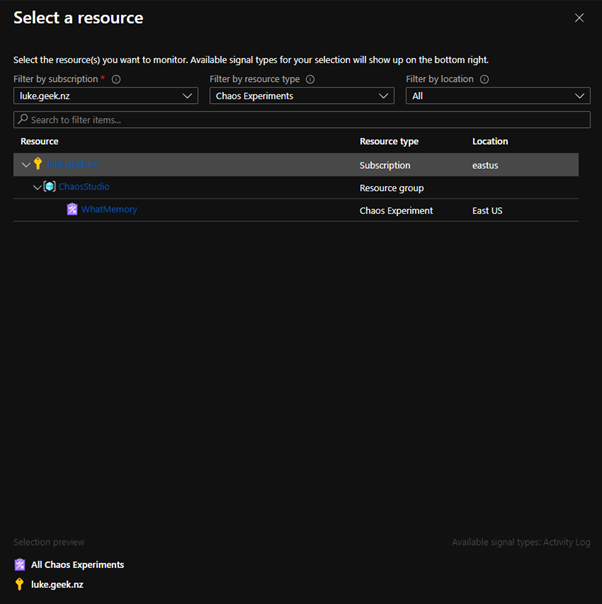 Select a resource
Select the resource(s) you want to monitor. Available signal types for your selection will show up on the bottom right.
Filter by subscription * Filter by resource type Filter by location
luke.geek.nz Chaos Experiments All
Search to filter items...
Resource Resource type Location
luke.geek.nz Subscription eastus
ChaosStudio Resource group
WhatMemory Chaos Experiment East US
Selection preview Available signal types: Activity Log
All Chaos Experiments
luke.geek.nz